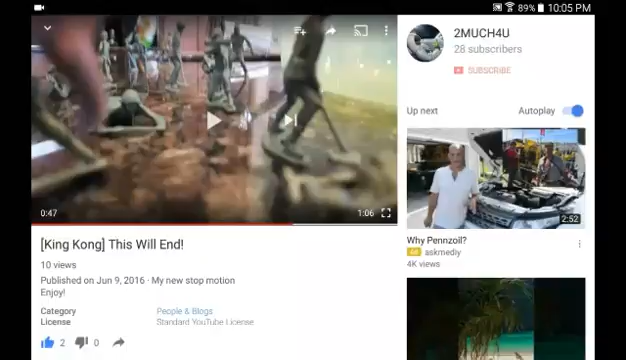 89% 10:05 PM
2MUCH4U
28 subscribers
SUBSCRIBE
Up next Autoplay
0:47 1:06
2:52
[King Kong] This Will End!
10 views
Published on Jun 9, 2016 · My new stop motion
Enjoy!
Category People & Blogs
License Standard YouTube License
2 0
Why Pennzoil?
Ad askmediy
4K views